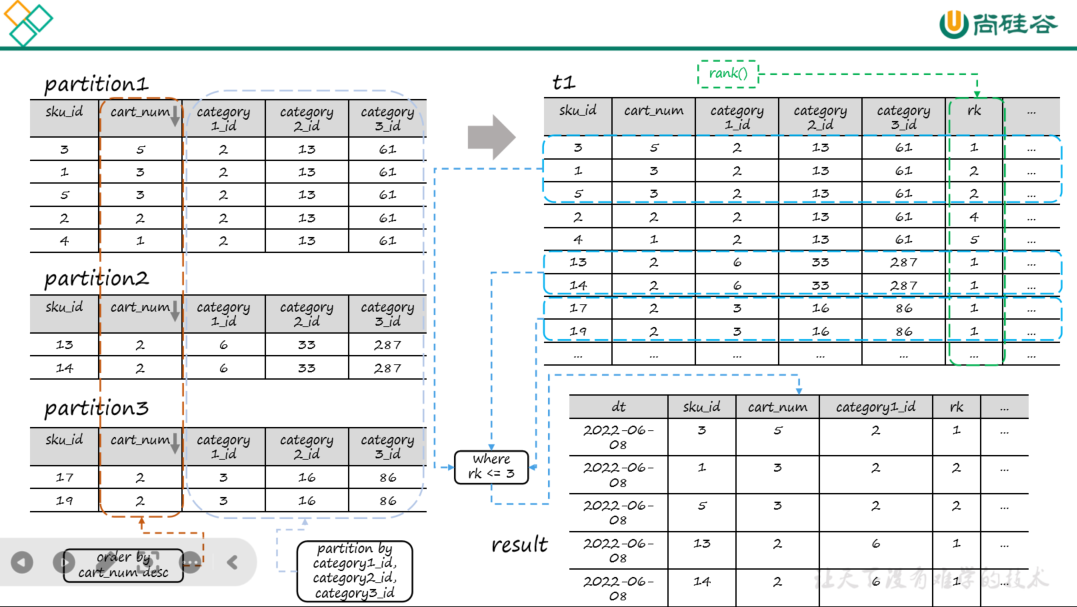 尚硅谷
partition1
sku_id cart_num category 1_id category 2_id category 3_id
3 5 2 13 61
1 3 2 13 61
5 3 2 13 61
2 2 2 13 61
4 1 2 13 61
partition2
sku_id cart_num category 1_id category 2_id category 3_id
13 2 6 33 287
14 2 6 33 287
partition3
sku_id cart_num category 1_id category 2_id category 3_id
17 2 3 16 86
19 2 3 16 86
order by
cart_num desc
partition by
category1_id,
category2_id,
category3_id
rank()
t1
sku_id cart_num category 1_id category 2_id category 3_id rk ...
3 5 2 13 61 1 ...
1 3 2 13 61 2 ...
5 3 2 13 61 2 ...
2 2 2 13 61 4 ...
4 1 2 13 61 5 ...
13 2 6 33 287 1 ...
14 2 6 33 287 1 ...
17 2 3 16 86 1 ...
19 2 3 16 86 1 ...
... ... ... ... ... ... ...
where
rk <= 3
result
dt sku_id cart_num category1_id rk ...
2022-06-08 3 5 2 1 ...
2022-06-08 1 3 2 2 ...
2022-06-08 5 3 2 2 ...
2022-06-08 13 2 6 1 ...
2022-06-08 14 2 6 1 ...
让天下没有难学的技术